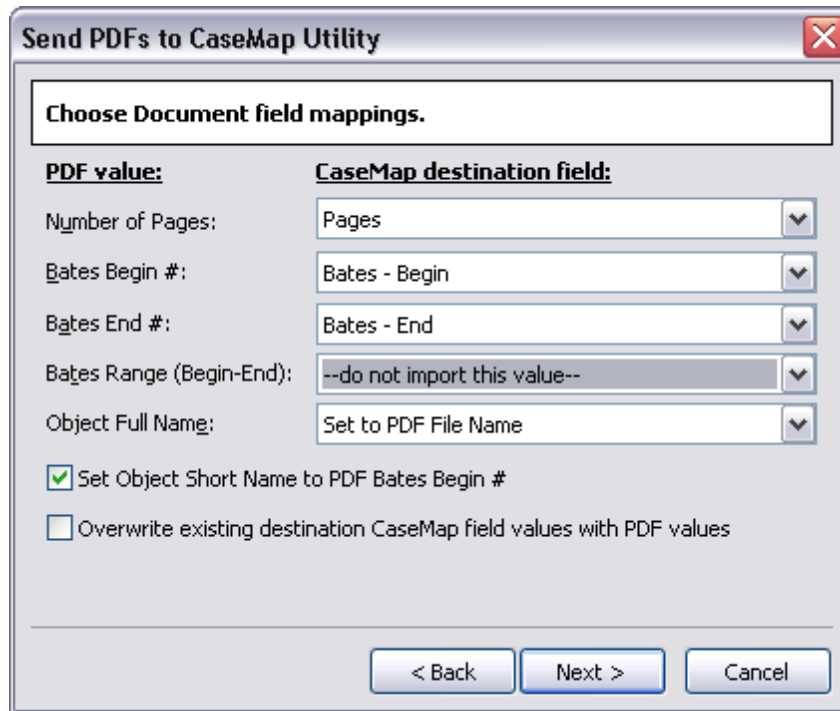 Send PDFs to CaseMap Utility
Choose Document field mappings.
PDF value: CaseMap destination field:
Number of Pages: Pages
Bates Begin #: Bates - Begin
Bates End #: Bates - End
Bates Range (Begin-End): --do not import this value--
Object Full Name: Set to PDF File Name
Set Object Short Name to PDF Bates Begin #
Overwrite existing destination CaseMap field values with PDF values
< Back Next > Cancel